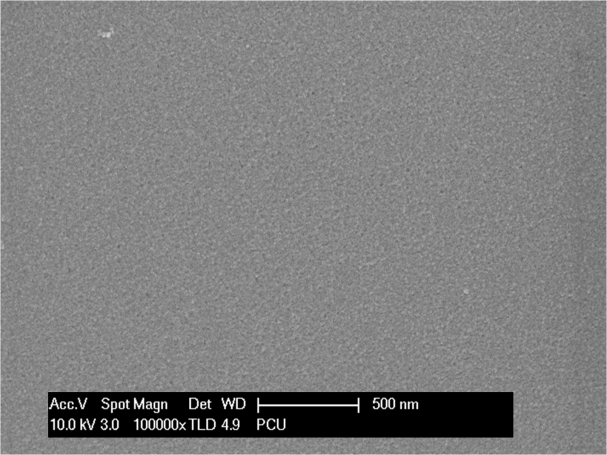 Acc.V Spot Magn Det WD 500 nm
10.0 kV 3.0 100000x TLD 4.9 PCU